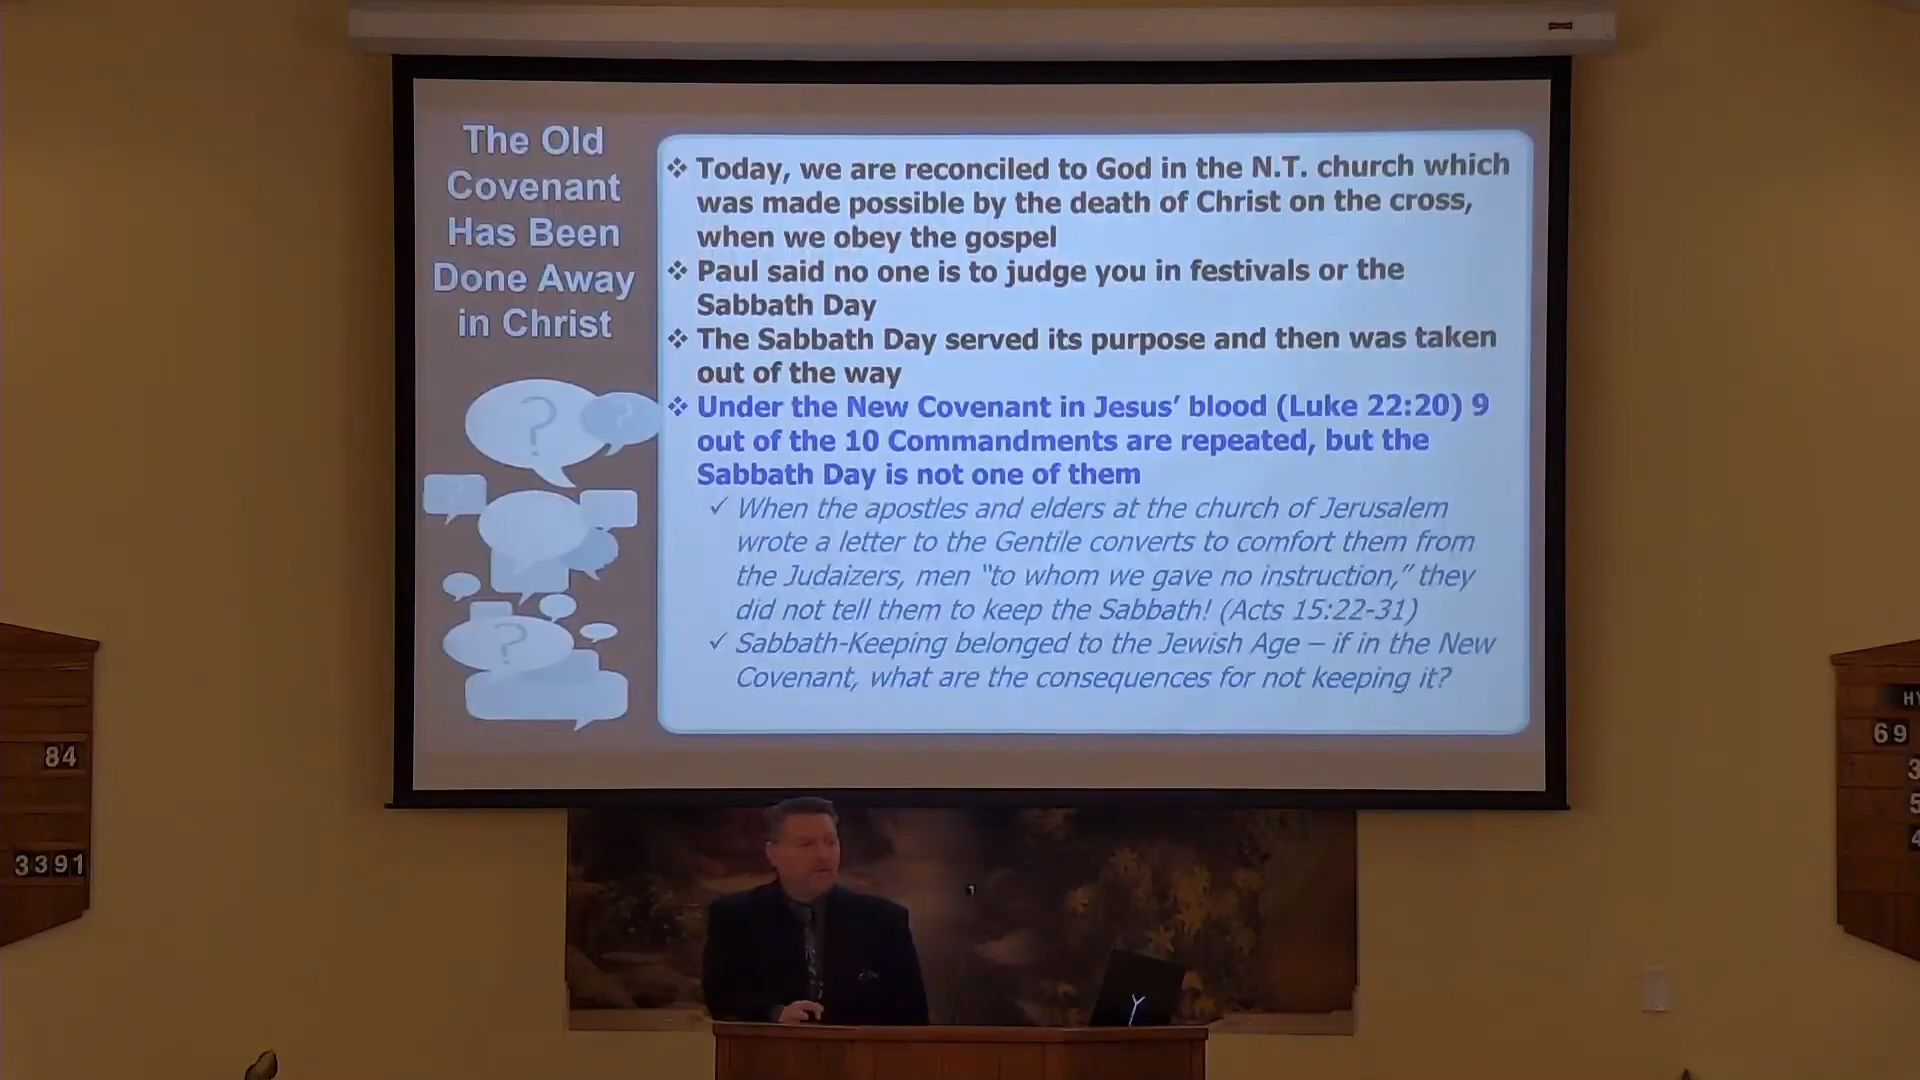 The Old
Covenant
Has Been
Done Away
in Christ
❖ Today, we are reconciled to God in the N.T. church which
was made possible by the death of Christ on the cross,
when we obey the gospel
❖ Paul said no one is to judge you in festivals or the
Sabbath Day
❖ The Sabbath Day served its purpose and then was taken
out of the way
❖ Under the New Covenant in Jesus’ blood (Luke 22:20) 9
out of the 10 Commandments are repeated, but the
Sabbath Day is not one of them
✓ When the apostles and elders at the church of Jerusalem
wrote a letter to the Gentile converts to comfort them from
the Judaizers, men “to whom we gave no instruction,” they
did not tell them to keep the Sabbath! (Acts 15:22-31)
✓ Sabbath-Keeping belonged to the Jewish Age – if in the New
Covenant, what are the consequences for not keeping it?
?
?
?
84
3391
69